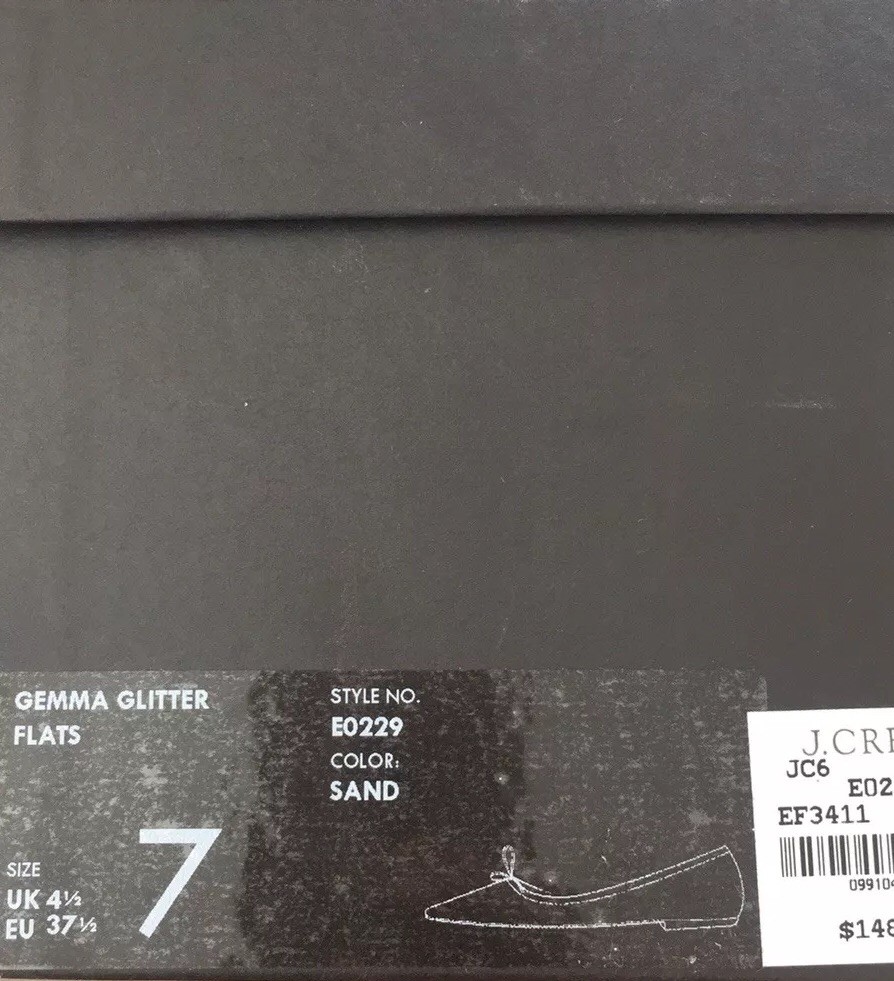 GEMMA GLITTER
FLATS
STYLE NO.
E0229
COLOR:
SAND
SIZE
UK 4½
EU 37½
7
J.CRE
JC6
E02
EF3411
09910
$148